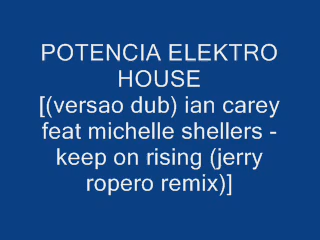 POTENCIA ELEKTRO
HOUSE
[(versao dub) ian carey
feat michelle shellers -
keep on rising (jerry
ropero remix)]